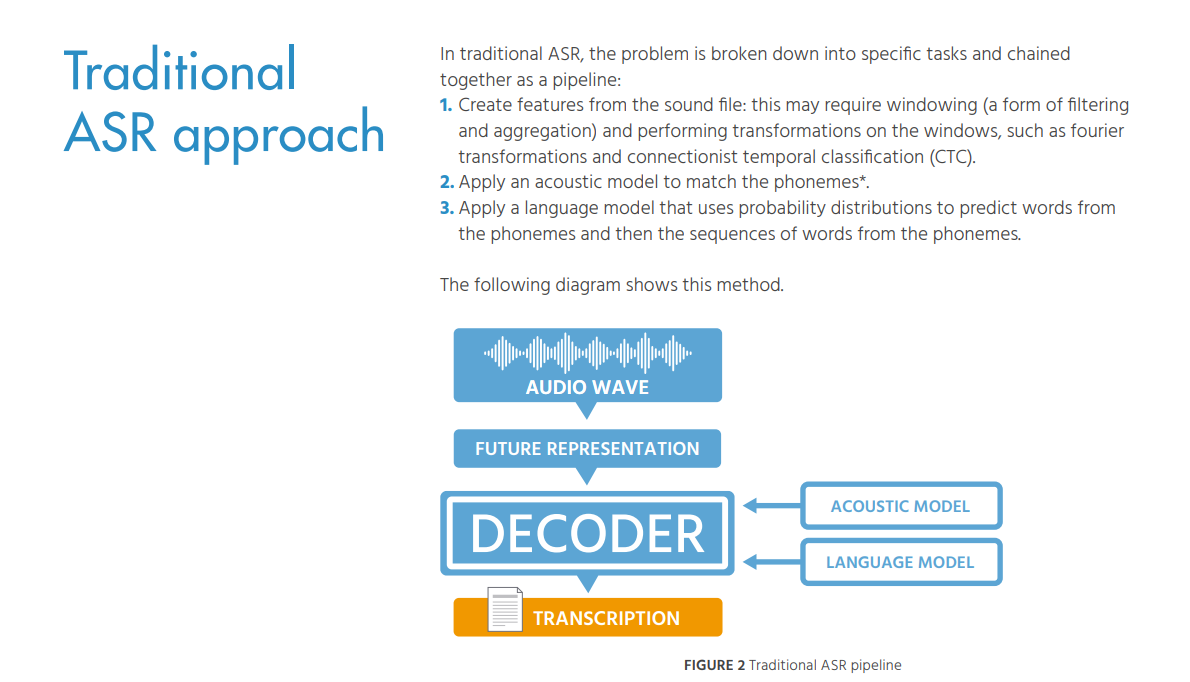 Traditional
ASR approach
In traditional ASR, the problem is broken down into specific tasks and chained
together as a pipeline:
1. Create features from the sound file: this may require windowing (a form of filtering
and aggregation) and performing transformations on the windows, such as fourier
transformations and connectionist temporal classification (CTC).
2. Apply an acoustic model to match the phonemes*.
3. Apply a language model that uses probability distributions to predict words from
the phonemes and then the sequences of words from the phonemes.
The following diagram shows this method.
AUDIO WAVE
FUTURE REPRESENTATION
DECODER
ACOUSTIC MODEL
LANGUAGE MODEL
TRANSCRIPTION
FIGURE 2 Traditional ASR pipeline